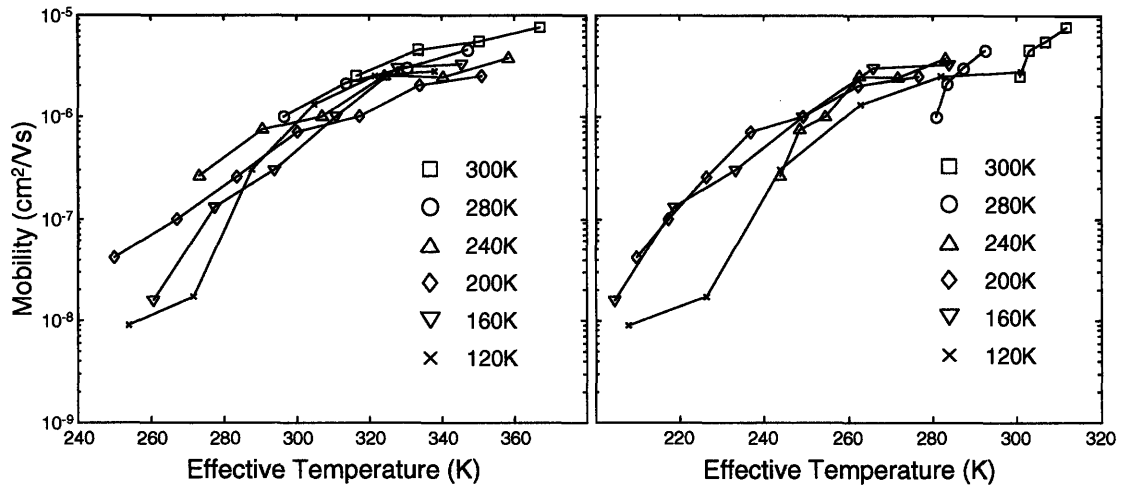 10⁻⁵
10⁻⁶
10⁻⁷
10⁻⁸
10⁻⁹
Mobility (cm²/Vs)
300K
280K
240K
200K
160K
120K
240 260 280 300 320 340 360
Effective Temperature (K)
300K
280K
240K
200K
160K
120K
220 240 260 280 300 320
Effective Temperature (K)